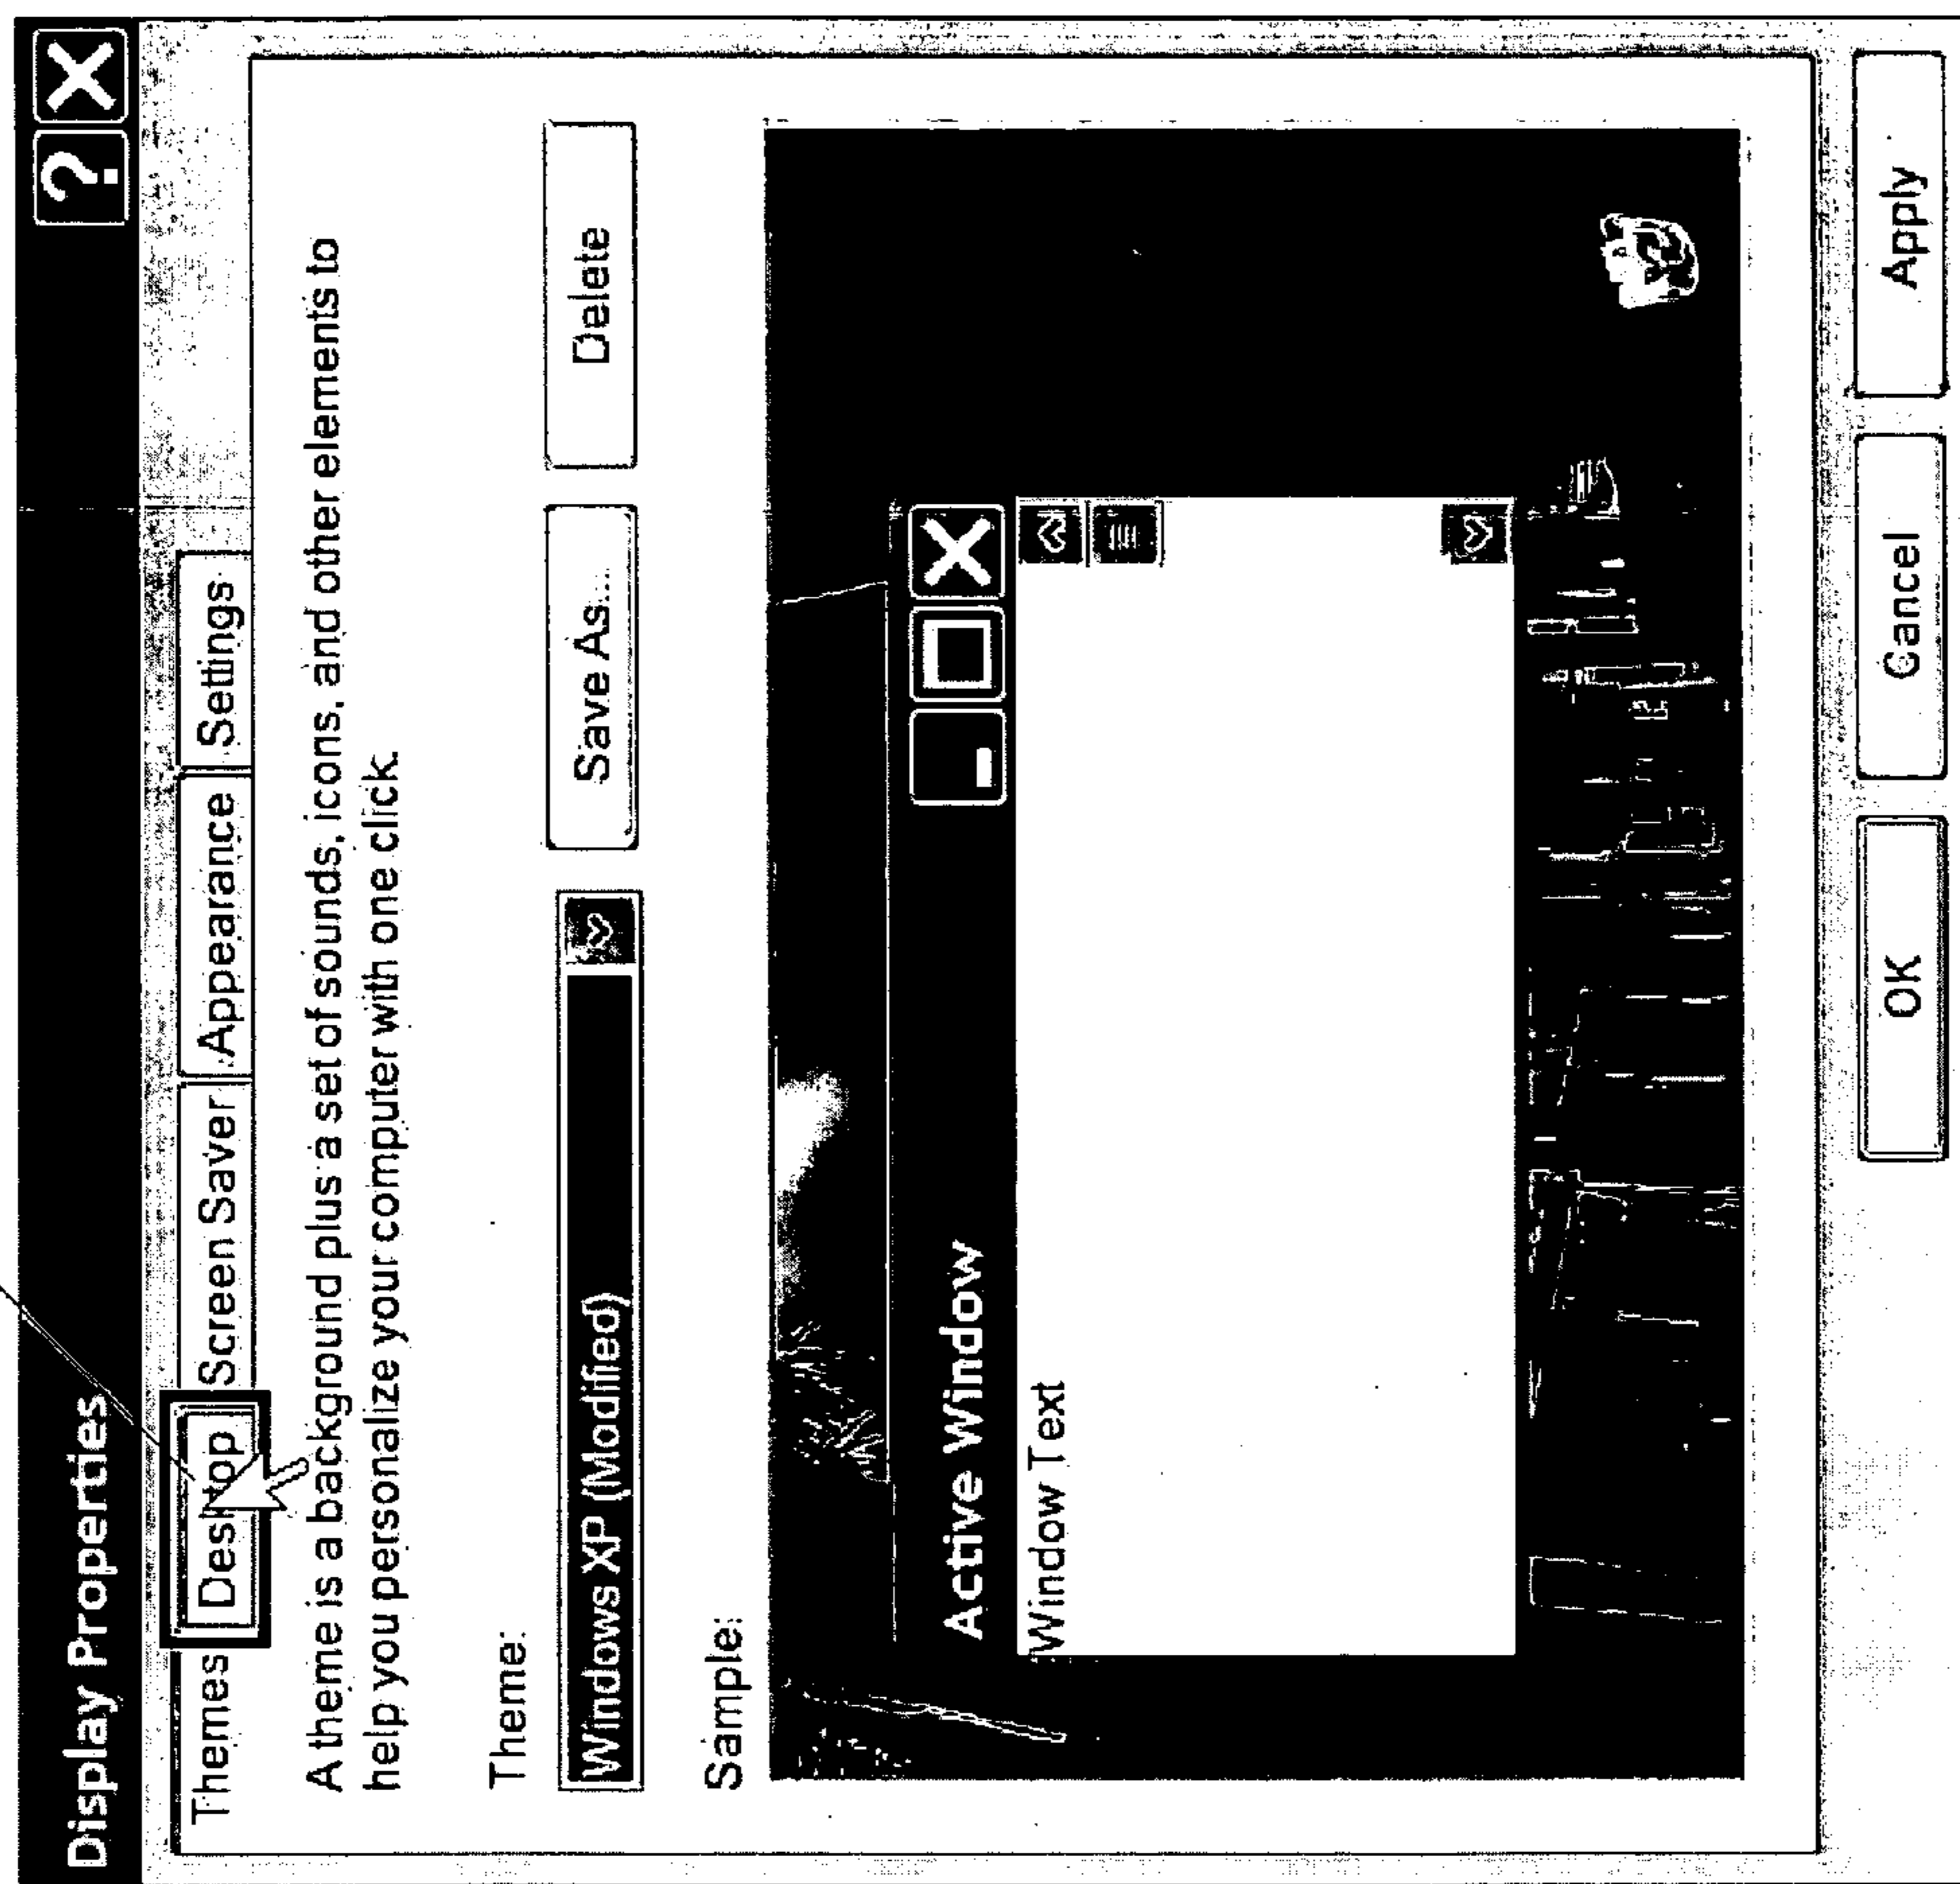 Display Properties
Themes Desktop Screen Saver Appearance Settings
A theme is a background plus a set of sounds, icons, and other elements to
help you personalize your computer with one click.
Theme:
Windows XP (Modified) Save As... Delete
Sample:
Active Window
Window Text
OK Cancel Apply